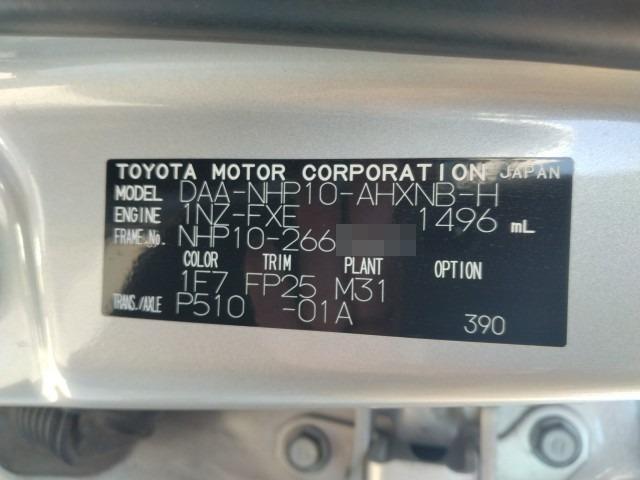 TOYOTA MOTOR CORPORATION JAPAN
MODEL DAA-NHP10-AHXNB-H
ENGINE 1NZ-FXE 1496 mL
FRAME.No. NHP10-266
COLOR TRIM PLANT OPTION
1F7 FP25 M31
TRANS./AXLE P510 -01A
390